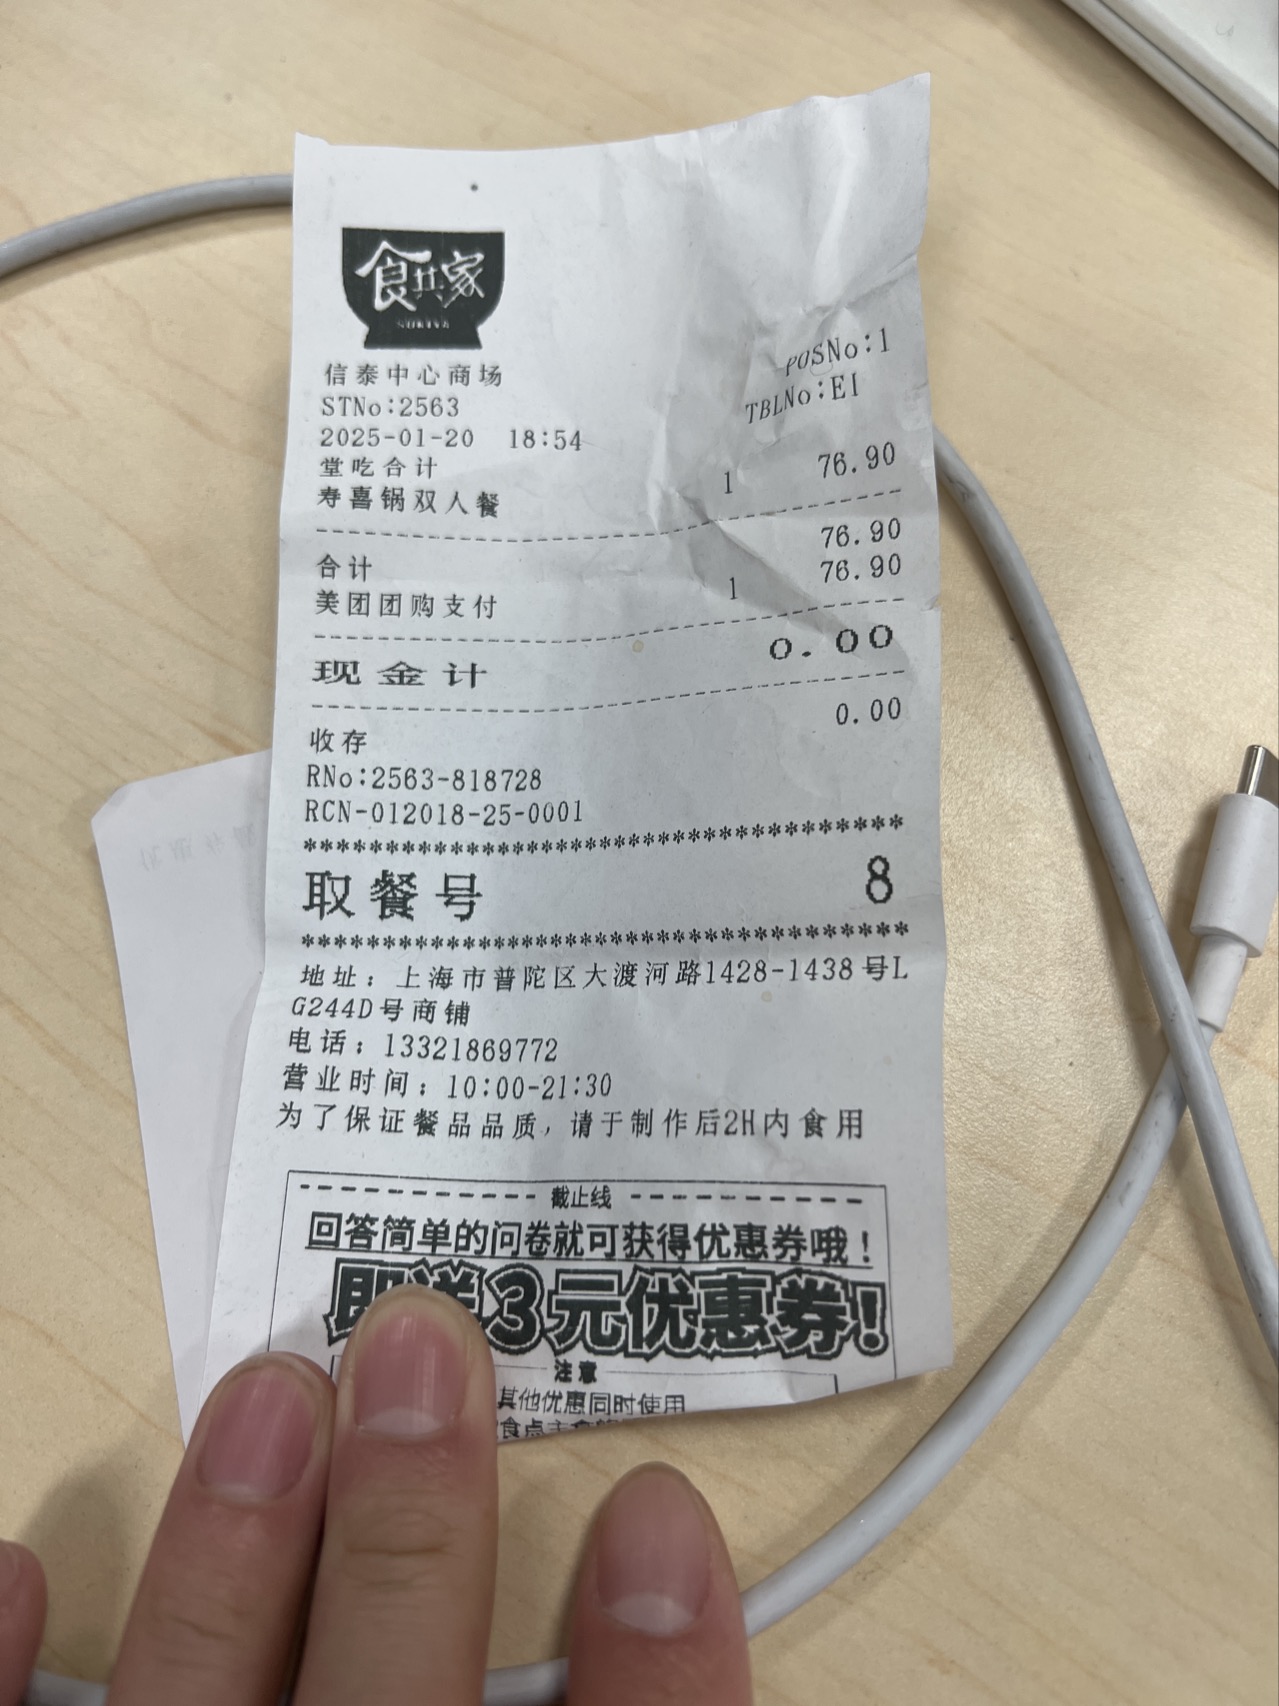 食其家
SUKIYA
信泰中心商场
POSNo:1
STNo:2563
TBLNo:E1
2025-01-20 18:54
堂吃合计
寿喜锅双人餐 1 76.90
合计 76.90
美团团购支付 1 76.90
现金计 0.00
收存 0.00
RNo:2563-818728
RCN-012018-25-0001
************************************
取餐号 8
************************************
地址：上海市普陀区大渡河路1428-1438号L
G244D号商铺
电话：13321869772
营业时间：10:00-21:30
为了保证餐品品质，请于制作后2H内食用
截止线
回答简单的问卷就可获得优惠券哦！
即送3元优惠券！
注意
其他优惠同时使用